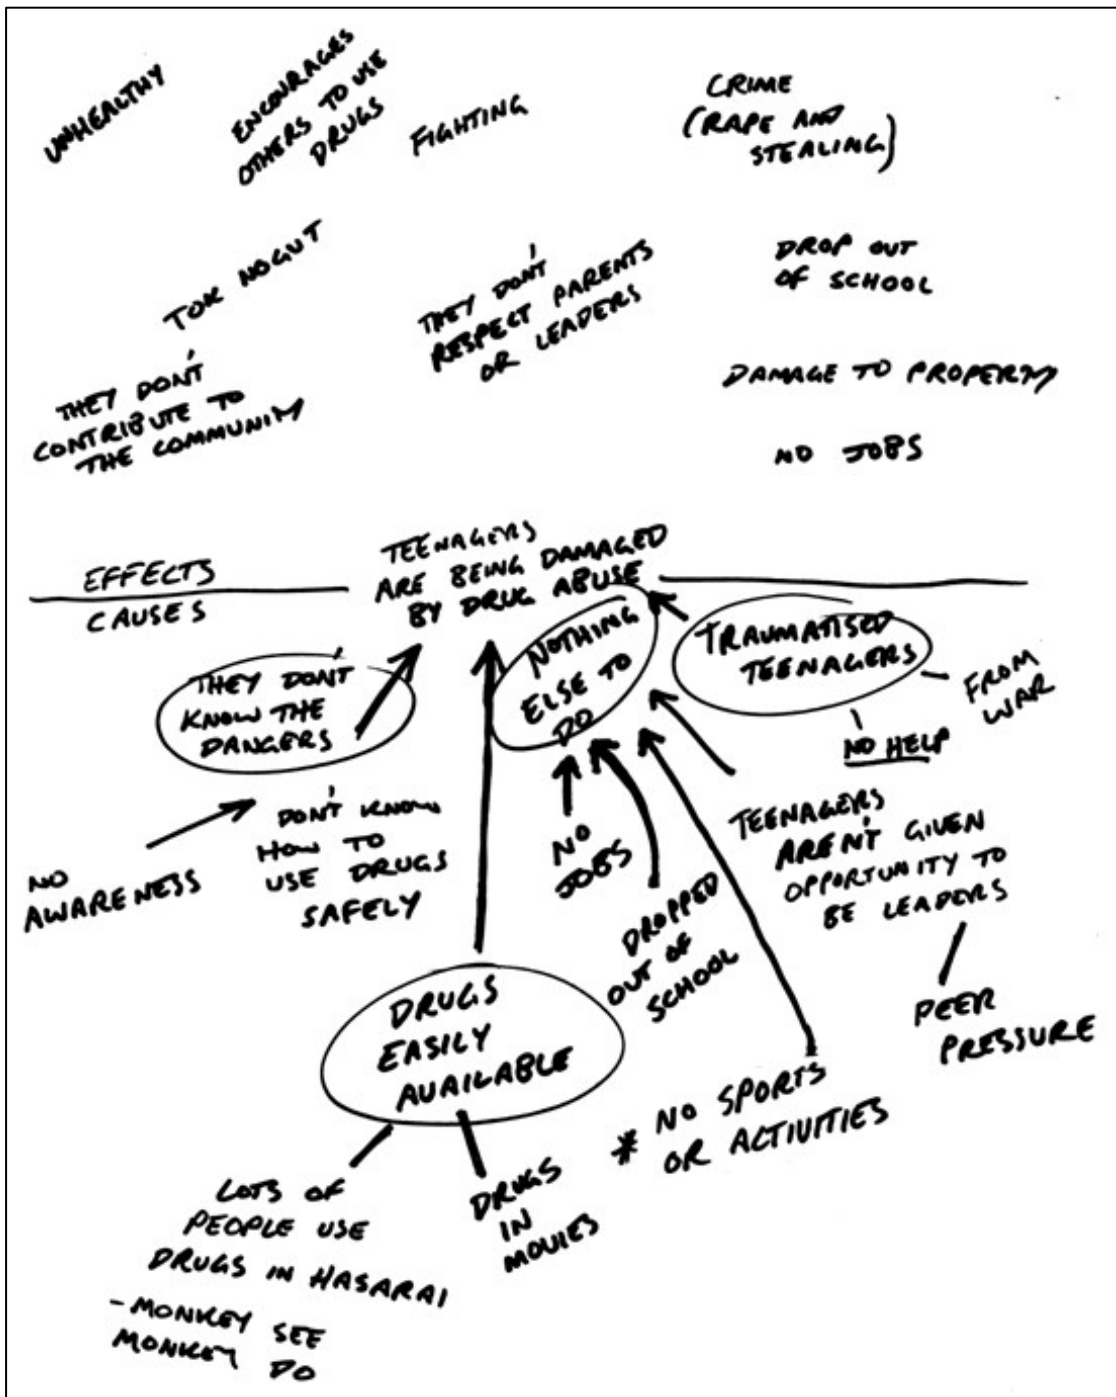 UNHEALTHY
ENCOURAGES
OTHERS TO USE
DRUGS
FIGHTING
CRIME
(RAPE AND
STEALING)
TOK NOGUT
THEY DON'T
RESPECT PARENTS
OR LEADERS
DROP OUT
OF SCHOOL
THEY DON'T
CONTRIBUTE TO
THE COMMUNITY
DAMAGE TO PROPERTY
NO JOBS
EFFECTS
CAUSES
TEENAGERS
ARE BEING DAMAGED
BY DRUG ABUSE
THEY DON'T
KNOW THE
DANGERS
NOTHING
ELSE TO
DO
TRAUMATISED
TEENAGERS
FROM
WAR
NO HELP
NO
AWARENESS
DON'T KNOW
HOW TO
USE DRUGS
SAFELY
NO
JOBS
DROPPED
OUT OF
SCHOOL
TEENAGERS
AREN'T GIVEN
OPPORTUNITY TO
BE LEADERS
PEER
PRESSURE
DRUGS
EASILY
AVAILABLE
* NO SPORTS
OR ACTIVITIES
LOTS OF
PEOPLE USE
DRUGS IN HASARAI
- MONKEY SEE
MONKEY DO
DRUGS
IN
MOVIES